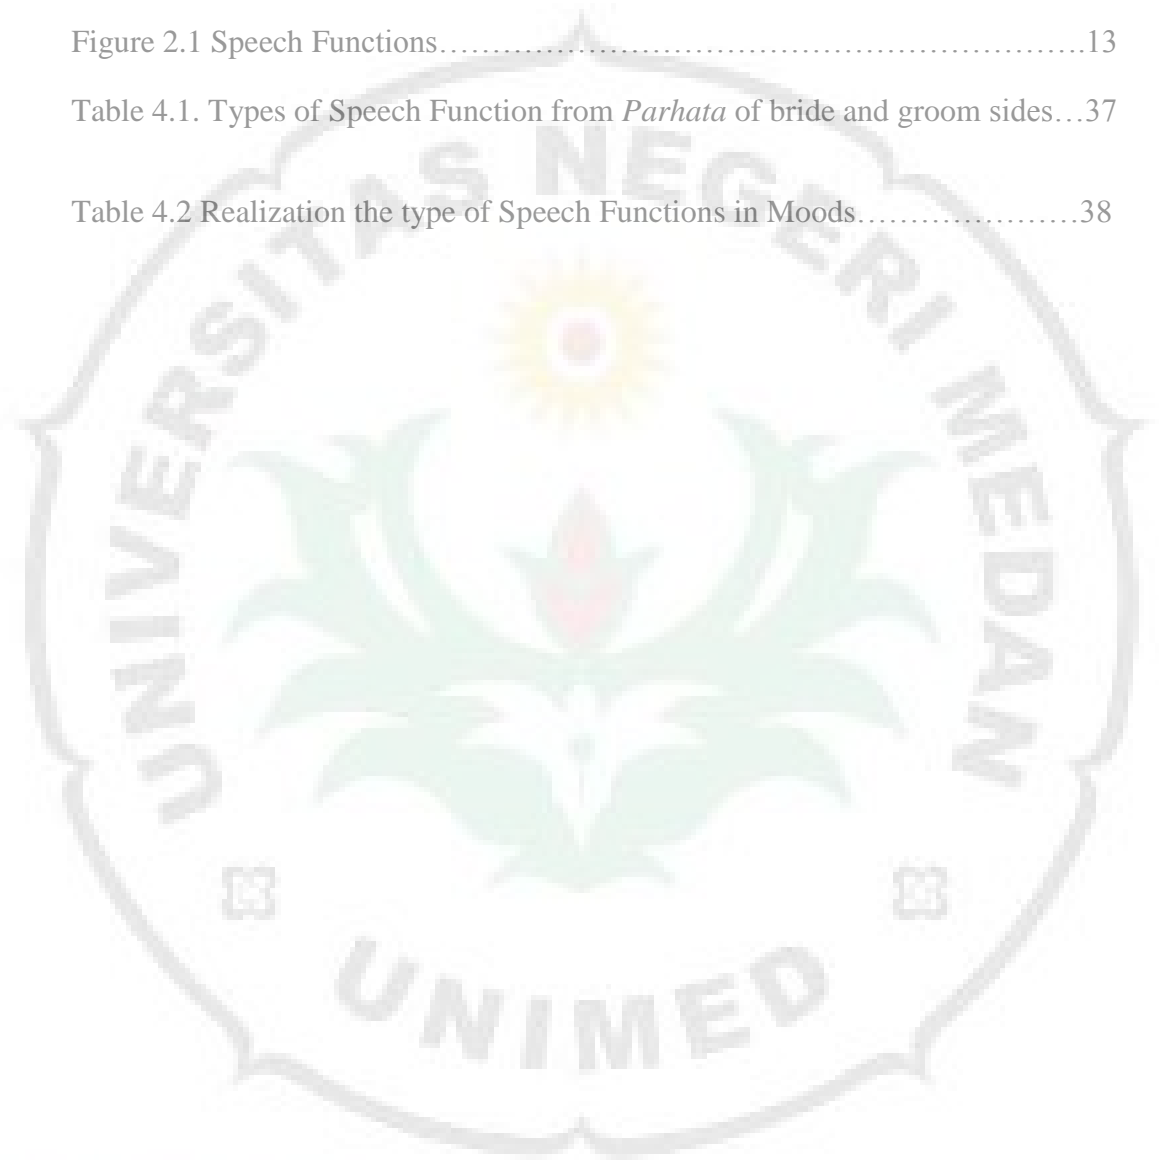 Figure 2.1 Speech Functions……………………………………………………………….13
Table 4.1. Types of Speech Function from Parhata of bride and groom sides…37
Table 4.2 Realization the type of Speech Functions in Moods…………………38
UNIVERSITAS NEGERI MEDAN
UNIMED